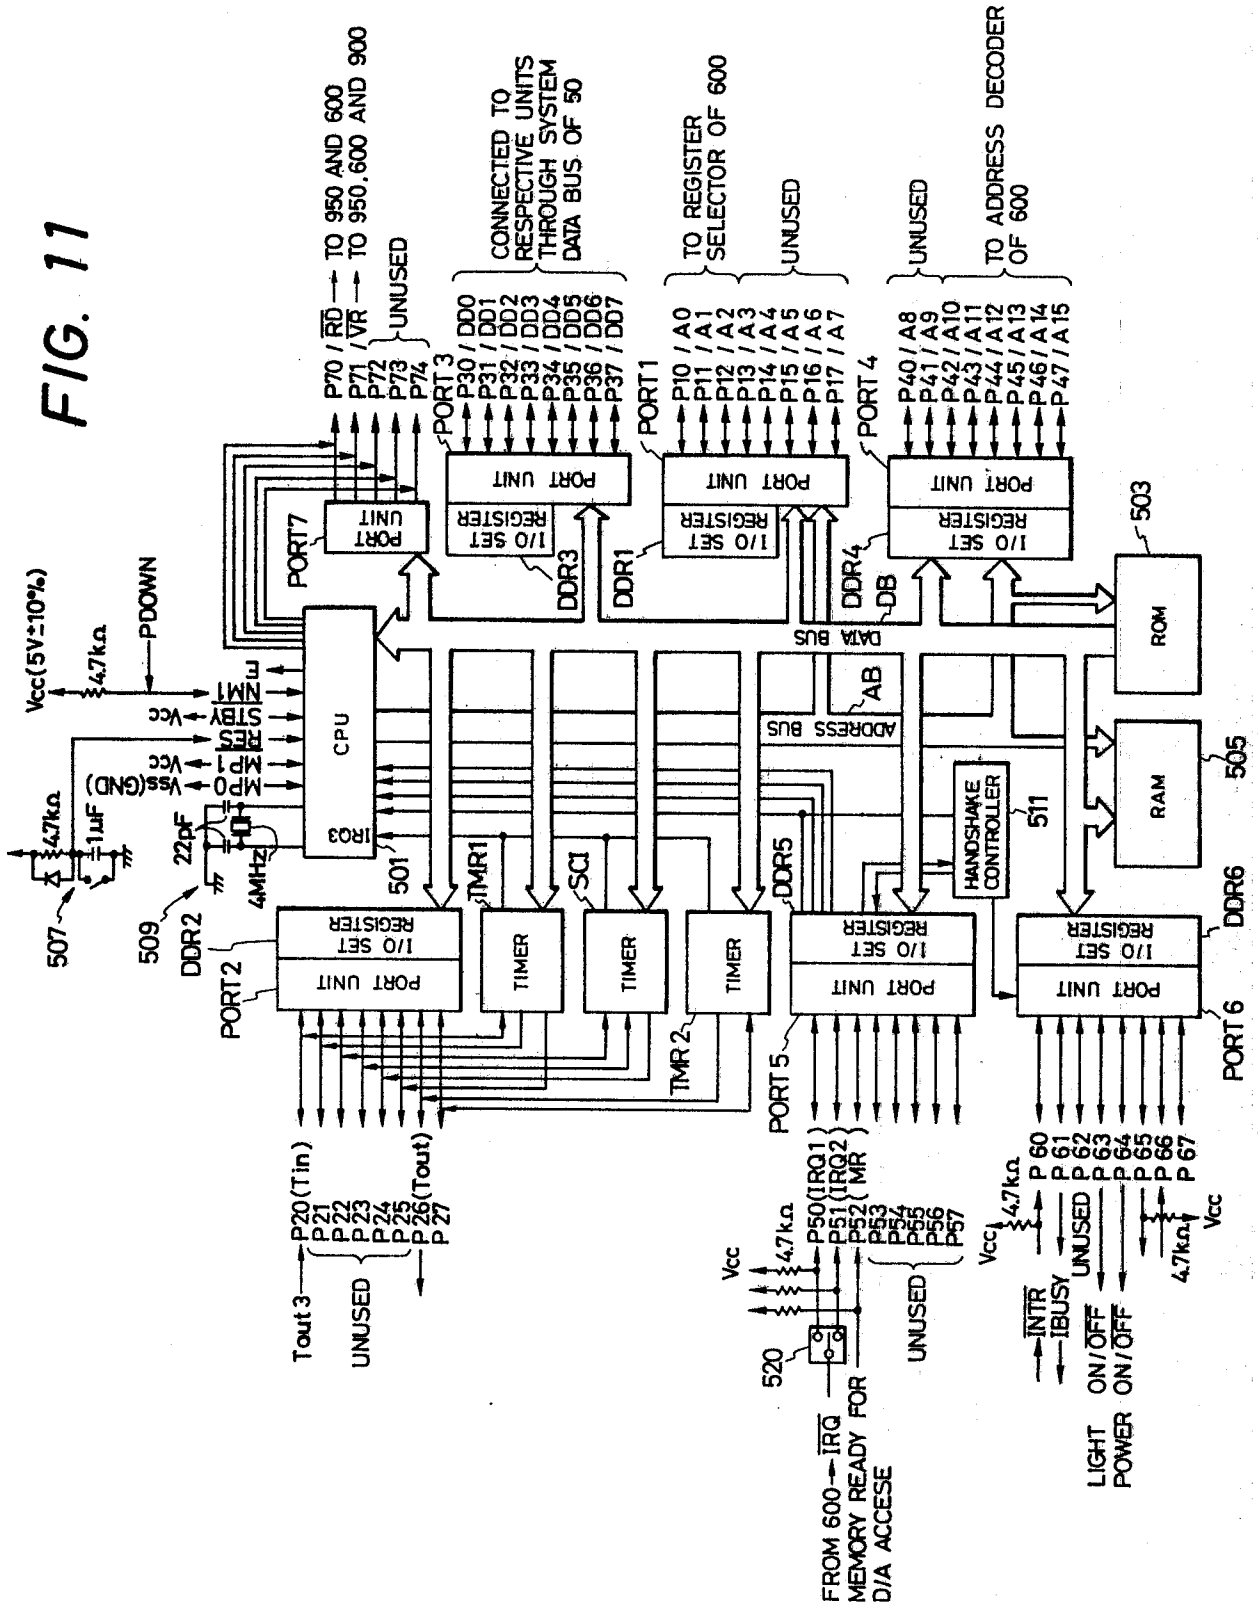 FIG. 11
Vcc(5V±10%)
4.7kΩ
PDOWN
507
4.7kΩ
1μF
509
22pF
4MHz
MP0
Vss(GND)
MP1
Vcc
RES
STBY
Vcc
NM1
E
CPU
IRQ3
501
PORT7
PORT
UNIT
P70 / RD → TO 950 AND 600
P71 / VR → TO 950, 600 AND 900
P72
P73
P74
UNUSED
PORT 3
PORT UNIT
I/O SET
REGISTER
DDR3
P30 / DD0
P31 / DD1
P32 / DD2
P33 / DD3
P34 / DD4
P35 / DD5
P36 / DD6
P37 / DD7
CONNECTED TO
RESPECTIVE UNITS
THROUGH SYSTEM
DATA BUS OF 50
PORT1
PORT UNIT
I/O SET
REGISTER
DDR1
P10 / A0
P11 / A1
P12 / A2
P13 / A3
P14 / A4
P15 / A5
P16 / A6
P17 / A7
TO REGISTER
SELECTOR OF 600
UNUSED
PORT 4
PORT UNIT
I/O SET
REGISTER
DDR4
P40 / A8
P41 / A9
P42 / A10
P43 / A11
P44 / A12
P45 / A13
P46 / A14
P47 / A15
UNUSED
TO ADDRESS DECODER
OF 600
DB
DATA BUS
AB
ADDRESS
BUS
ROM
503
RAM
505
HANDSHAKE
CONTROLLER
511
DDR2
PORT2
I/O SET
REGISTER
PORT UNIT
TMR1
TIMER
SCI
TIMER
TMR2
TIMER
Tout3
P20(Tin)
P21
P22
P23
P24
P25
P26(Tout)
P27
UNUSED
DDR5
PORT5
I/O SET
REGISTER
PORT UNIT
Vcc
4.7kΩ
P50(IRQ1)
P51(IRQ2)
P52( MR )
P53
P54
P55
P56
P57
UNUSED
520
FROM 600 → IRQ
MEMORY READY FOR
D/A ACCESE
DDR6
PORT6
I/O SET
REGISTER
PORT UNIT
Vcc
4.7kΩ
P 60
P 61
P 62
P 63
P 64
P 65
P 66
P 67
INTR
IBUSY
UNUSED
LIGHT ON/OFF
POWER ON/OFF
4.7kΩ
Vcc